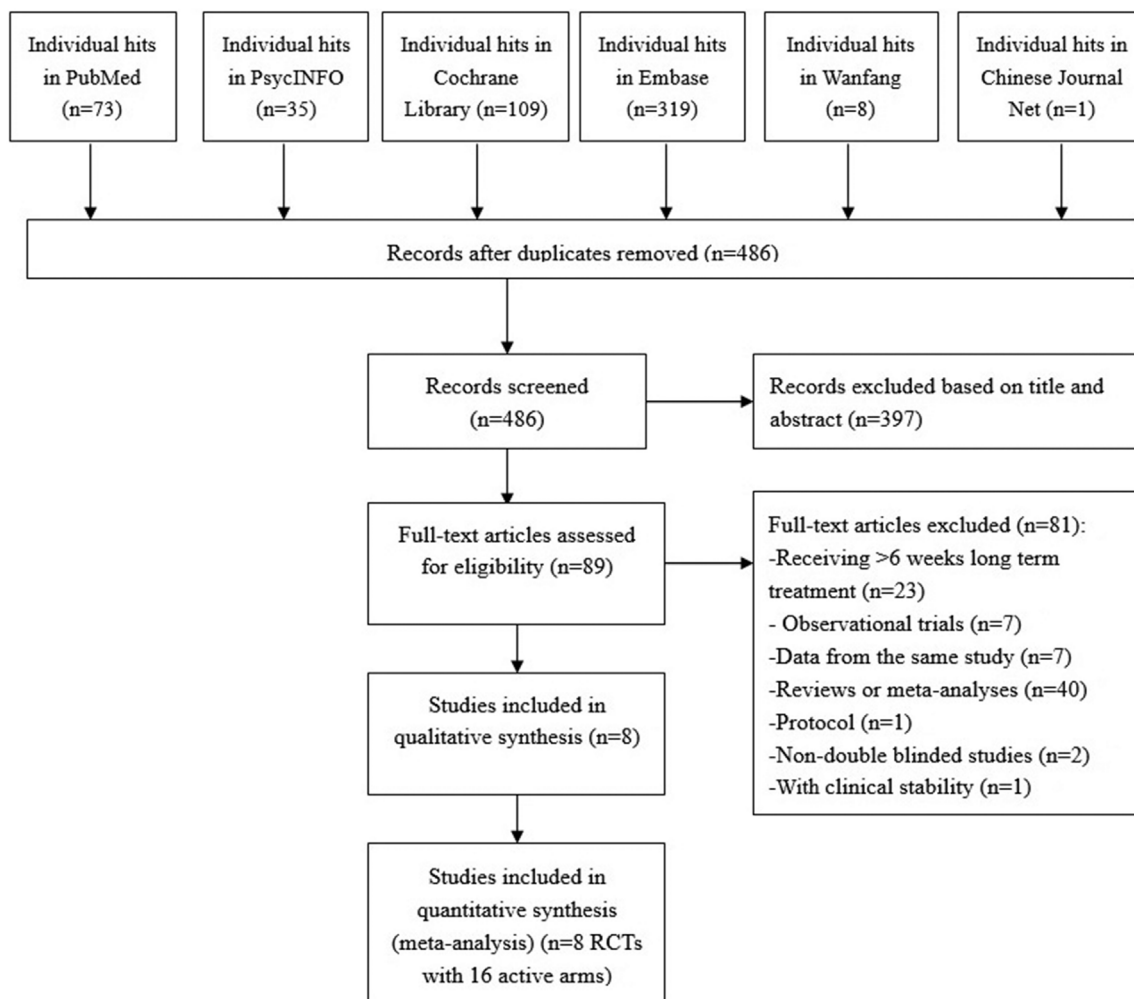 Individual hits
in PubMed
(n=73)
Individual hits
in PsycINFO
(n=35)
Individual hits in
Cochrane
Library (n=109)
Individual hits
in Embase
(n=319)
Individual hits
in Wanfang
(n=8)
Individual hits in
Chinese Journal
Net (n=1)
Records after duplicates removed (n=486)
Records screened
(n=486)
Records excluded based on title and
abstract (n=397)
Full-text articles assessed
for eligibility (n=89)
Full-text articles excluded (n=81):
-Receiving >6 weeks long term
treatment (n=23)
- Observational trials (n=7)
-Data from the same study (n=7)
-Reviews or meta-analyses (n=40)
-Protocol (n=1)
-Non-double blinded studies (n=2)
-With clinical stability (n=1)
Studies included in
qualitative synthesis (n=8)
Studies included in
quantitative synthesis
(meta-analysis) (n=8 RCTs
with 16 active arms)